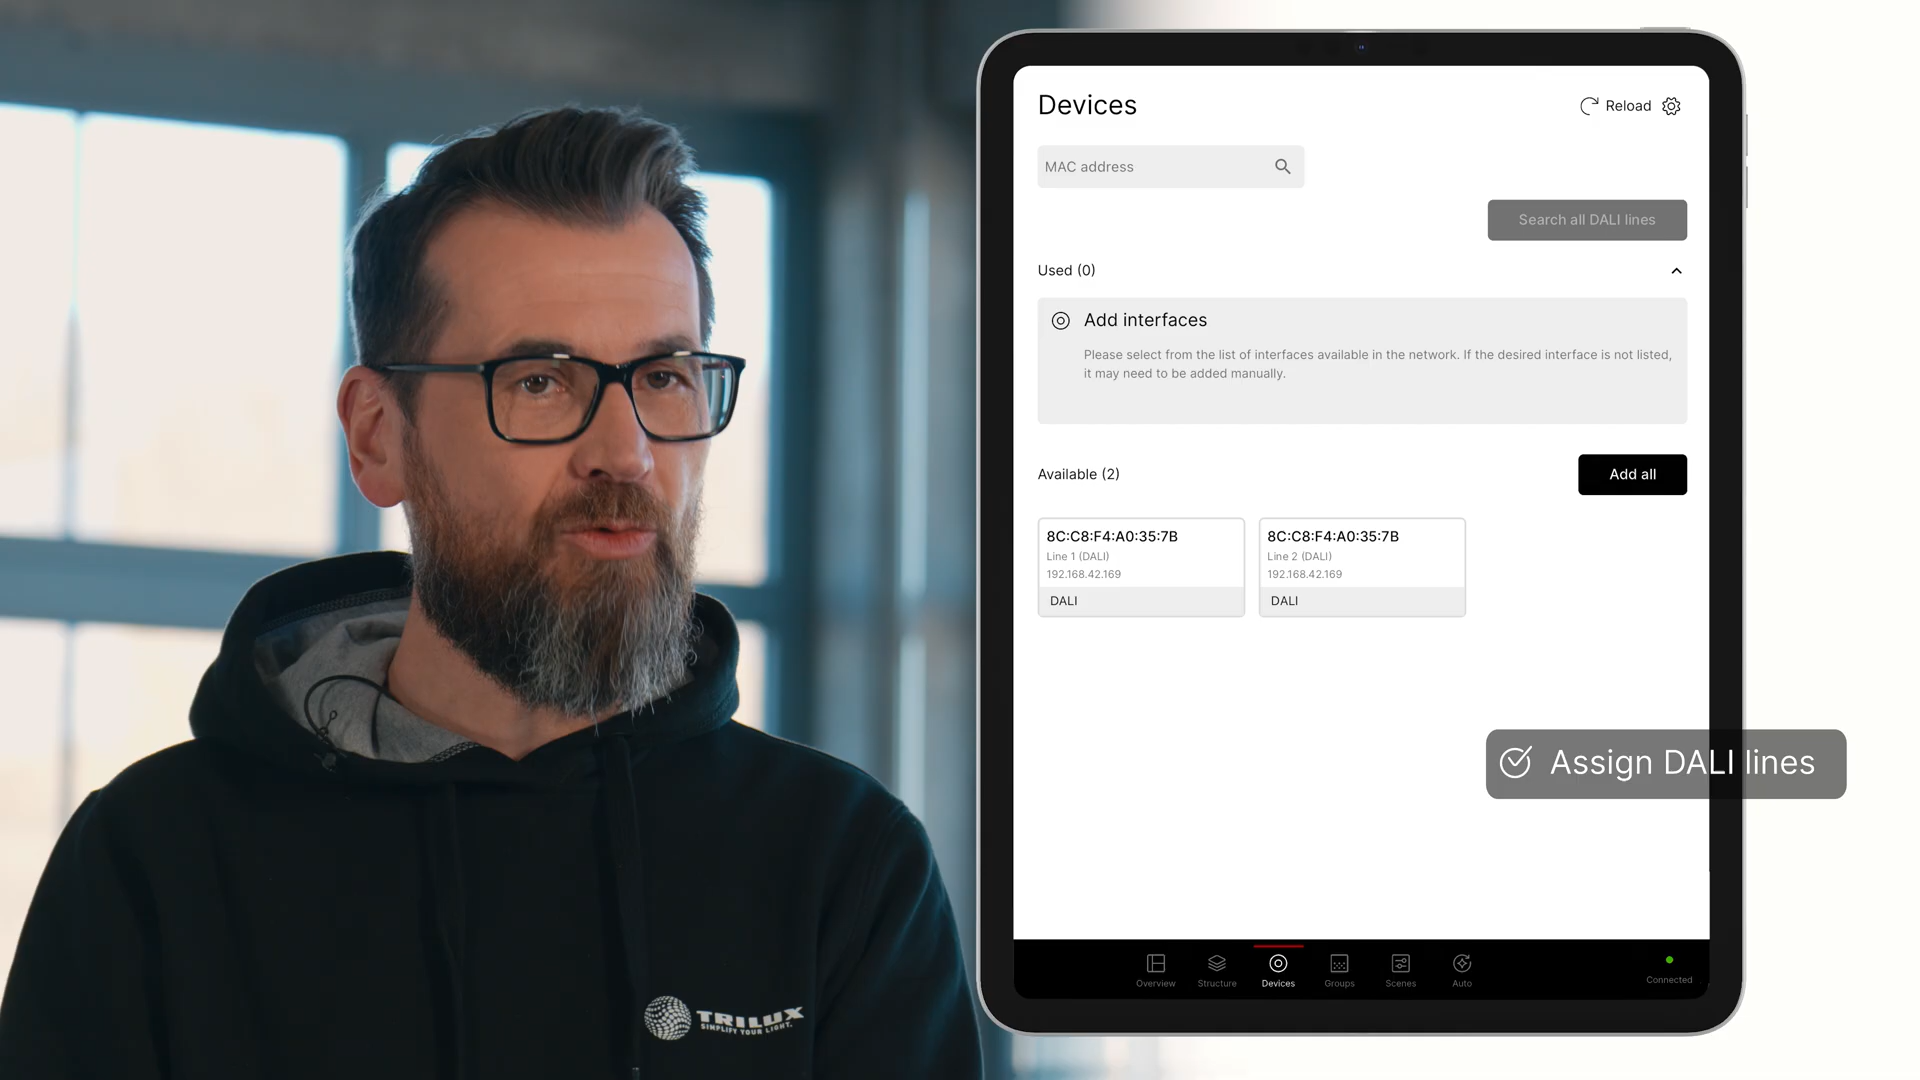 Devices
Reload
MAC address
Search all DALI lines
Used (0)
Add interfaces
Please select from the list of interfaces available in the network. If the desired interface is not listed,
it may need to be added manually.
Available (2)
Add all
8C:C8:F4:A0:35:7B
Line 1 (DALI)
192.168.42.169
DALI
8C:C8:F4:A0:35:7B
Line 2 (DALI)
192.168.42.169
DALI
Assign DALI lines
Overview
Structure
Devices
Groups
Scenes
Auto
Connected
TRILUX
SIMPLIFY YOUR LIGHT.